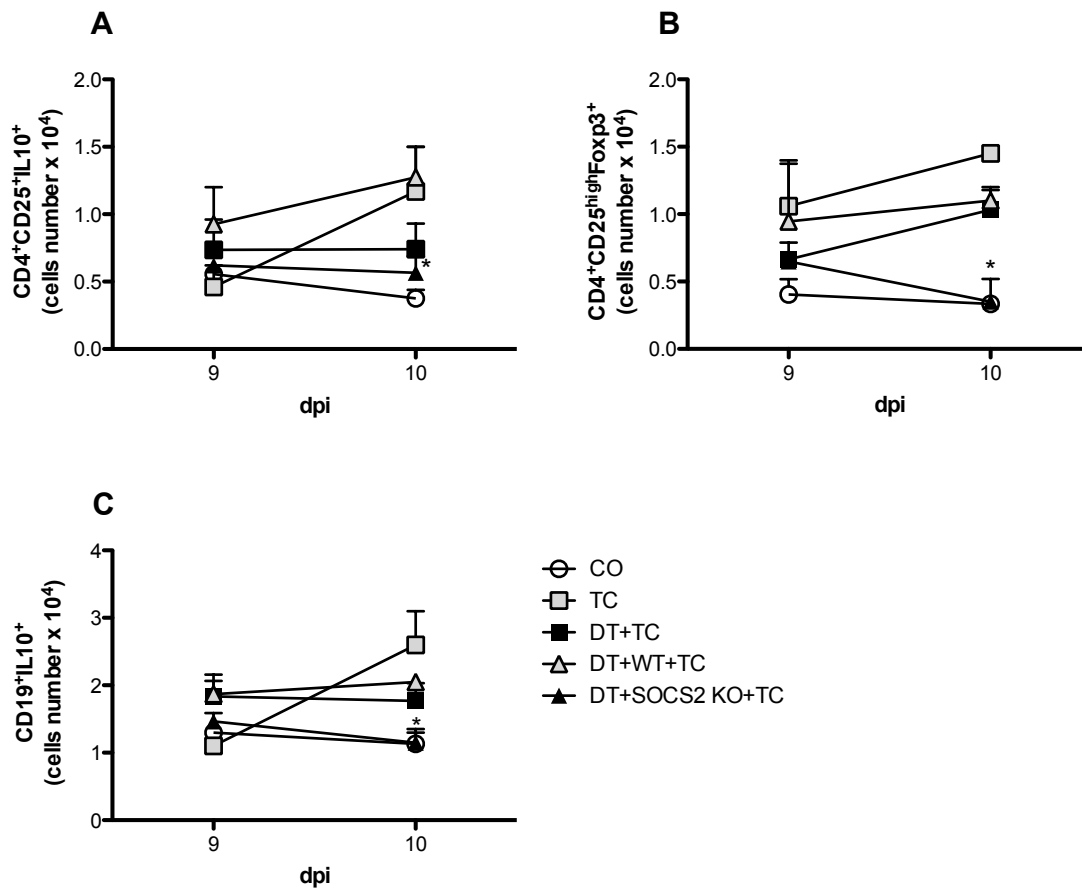 A
CD4⁺CD25⁺IL10⁺
(cells number x 10⁴)
2.0
1.5
1.0
0.5
0.0
9
10
dpi
*
B
CD4⁺CD25ʰⁱᵍʰFoxp3⁺
(cells number x 10⁴)
2.0
1.5
1.0
0.5
0.0
9
10
dpi
*
C
CD19⁺IL10⁺
(cells number x 10⁴)
4
3
2
1
0
9
10
dpi
*
CO
TC
DT+TC
DT+WT+TC
DT+SOCS2 KO+TC